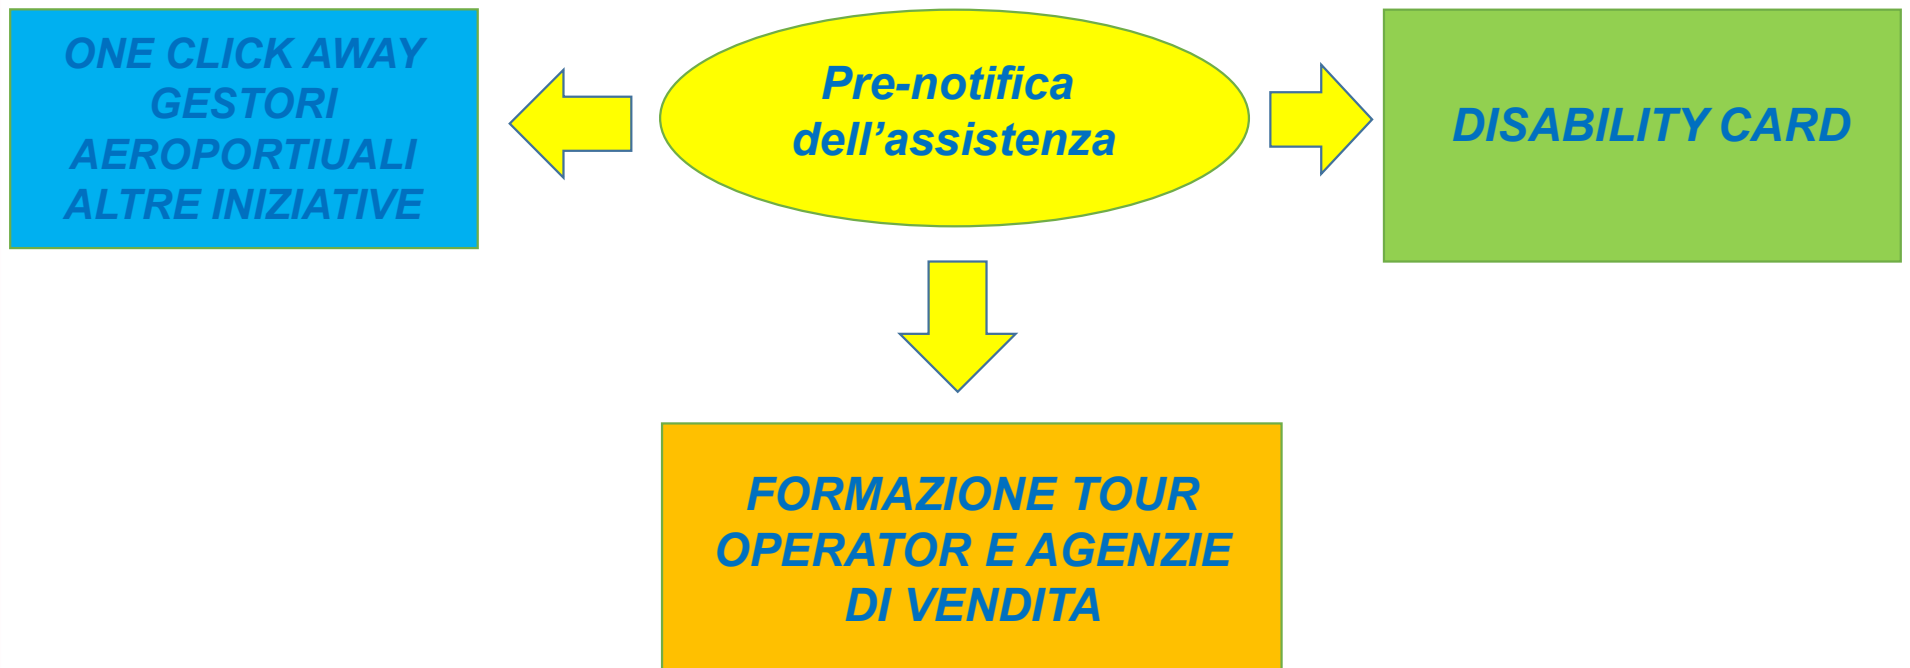 ONE CLICK AWAY
GESTORI
AEROPORTIUALI
ALTRE INIZIATIVE
Pre-notifica
dell’assistenza
DISABILITY CARD
FORMAZIONE TOUR
OPERATOR E AGENZIE
DI VENDITA